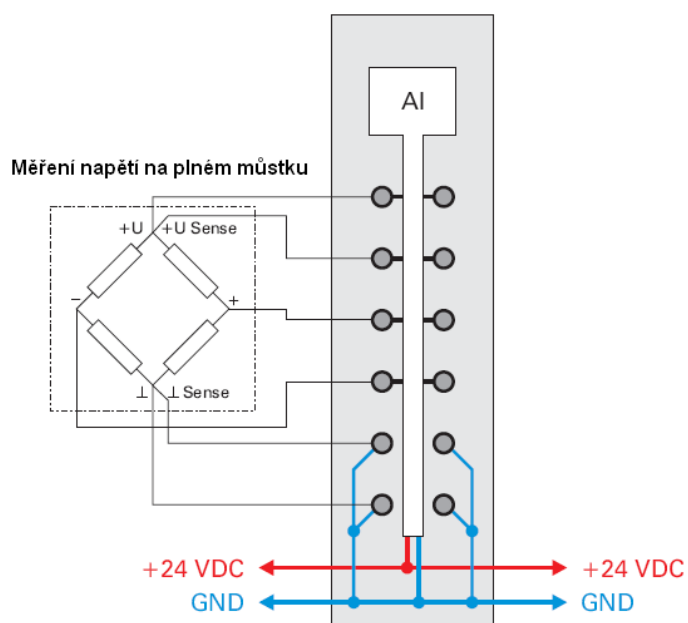 AI
Měření napětí na plném můstku
+U +U Sense
- +
⊥ ⊥ Sense
+24 VDC +24 VDC
GND GND